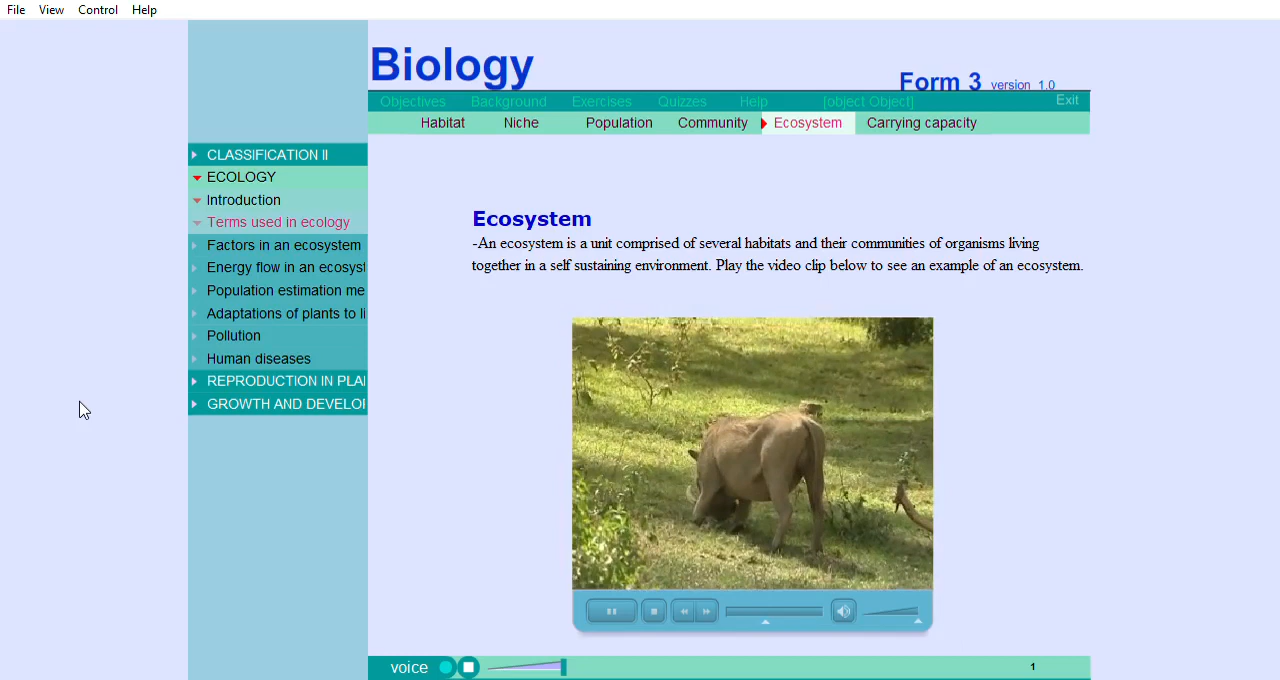 File View Control Help
Biology
Form 3 version 1.0
Objectives Background Exercises Quizzes Help [object Object] Exit
Habitat Niche Population Community Ecosystem Carrying capacity
CLASSIFICATION II
ECOLOGY
Introduction
Terms used in ecology
Factors in an ecosystem
Energy flow in an ecosyst
Population estimation me
Adaptations of plants to li
Pollution
Human diseases
REPRODUCTION IN PLAI
GROWTH AND DEVELOI
Ecosystem
-An ecosystem is a unit comprised of several habitats and their communities of organisms living
together in a self sustaining environment. Play the video clip below to see an example of an ecosystem.
voice
1